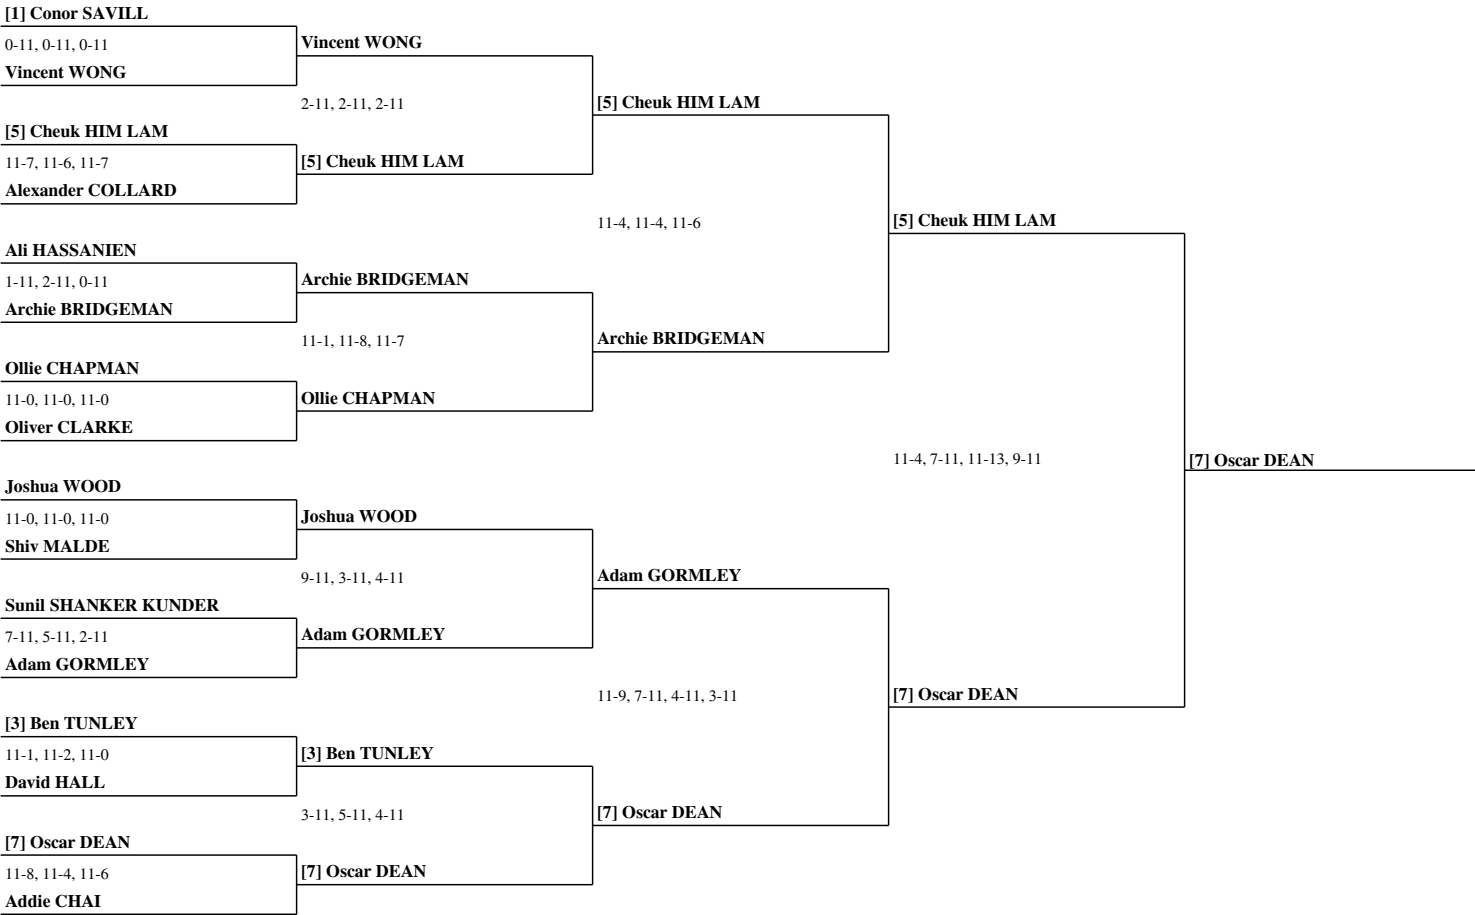 [1] Conor SAVILL
0-11, 0-11, 0-11
Vincent WONG
[5] Cheuk HIM LAM
11-7, 11-6, 11-7
Alexander COLLARD
Ali HASSANIEN
1-11, 2-11, 0-11
Archie BRIDGEMAN
Ollie CHAPMAN
11-0, 11-0, 11-0
Oliver CLARKE
Joshua WOOD
11-0, 11-0, 11-0
Shiv MALDE
Sunil SHANKER KUNDER
7-11, 5-11, 2-11
Adam GORMLEY
[3] Ben TUNLEY
11-1, 11-2, 11-0
David HALL
[7] Oscar DEAN
11-8, 11-4, 11-6
Addie CHAI
Vincent WONG
2-11, 2-11, 2-11
[5] Cheuk HIM LAM
Archie BRIDGEMAN
11-1, 11-8, 11-7
Ollie CHAPMAN
Joshua WOOD
9-11, 3-11, 4-11
Adam GORMLEY
[3] Ben TUNLEY
3-11, 5-11, 4-11
[7] Oscar DEAN
[5] Cheuk HIM LAM
11-4, 11-4, 11-6
Archie BRIDGEMAN
Adam GORMLEY
11-9, 7-11, 4-11, 3-11
[7] Oscar DEAN
[5] Cheuk HIM LAM
11-4, 7-11, 11-13, 9-11
[7] Oscar DEAN
[7] Oscar DEAN